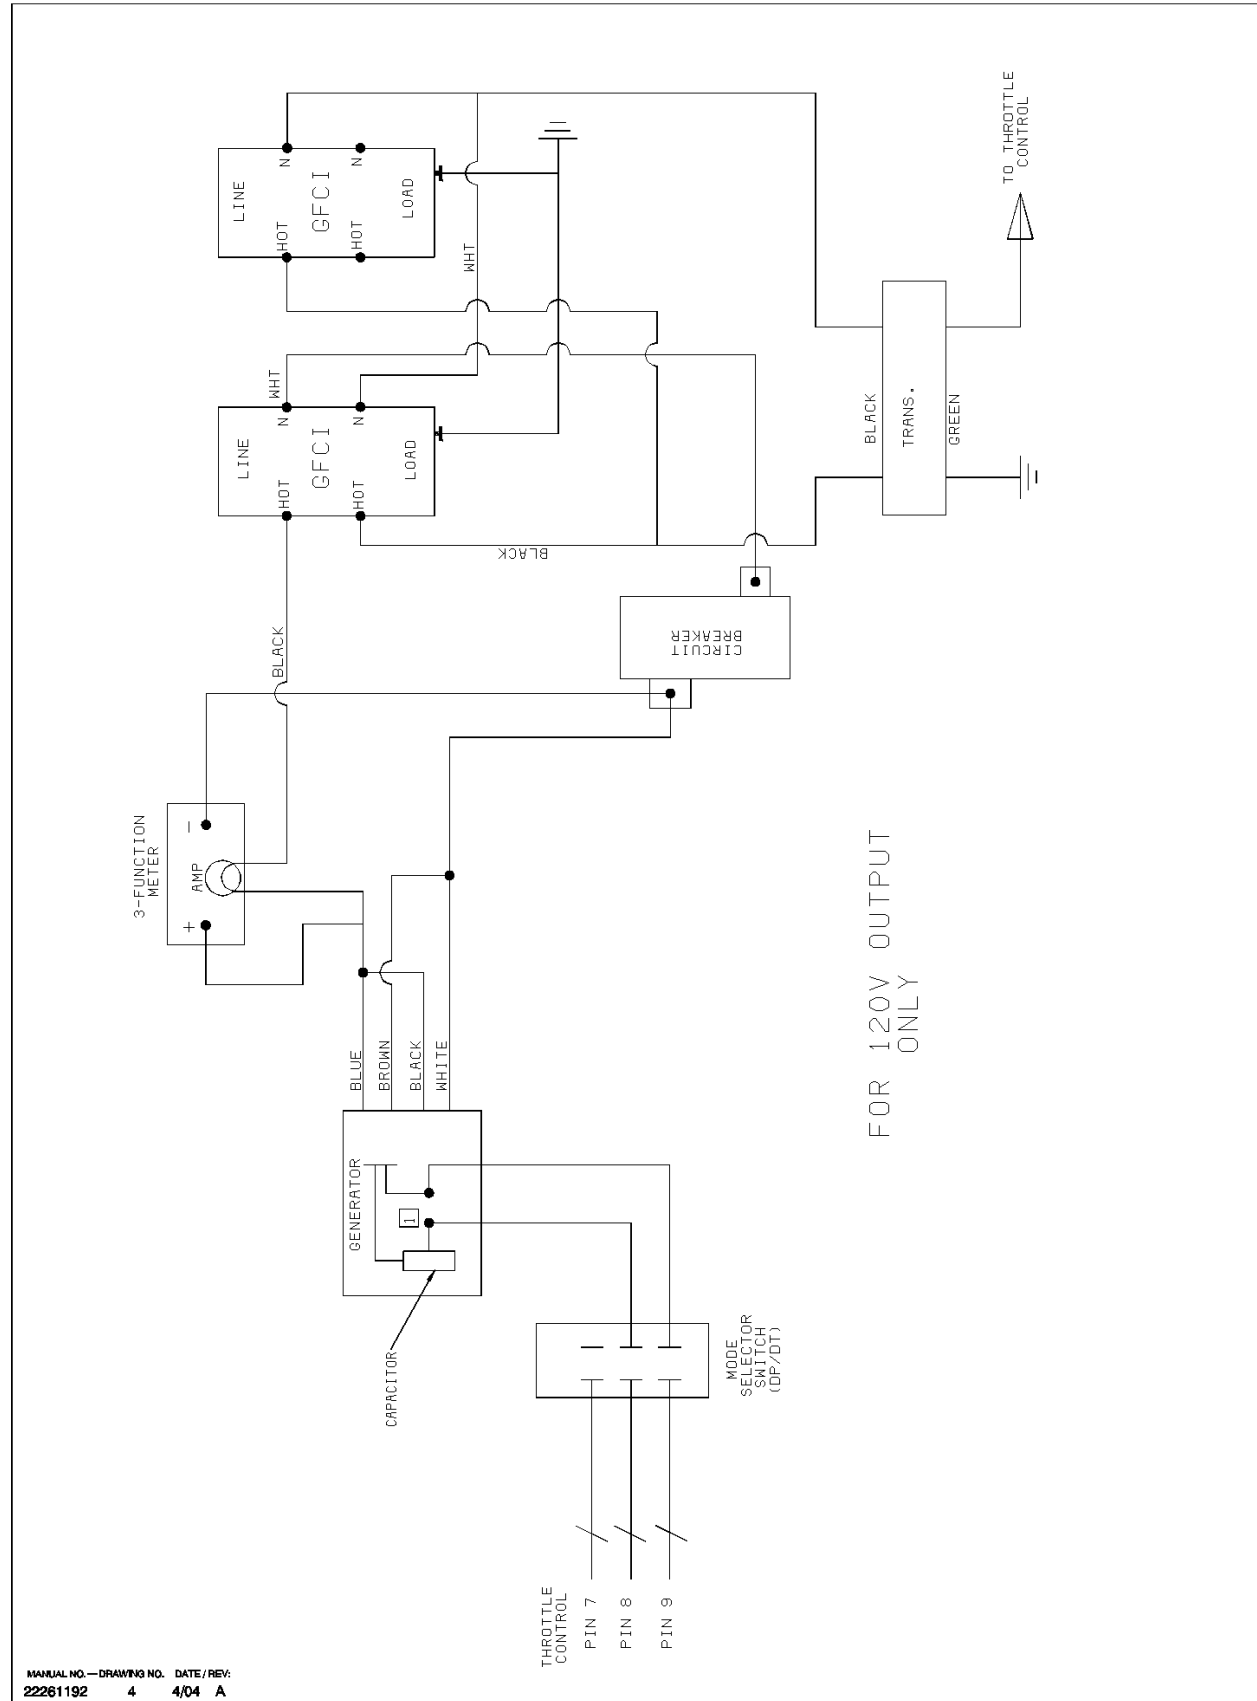 TO THROTTLE
CONTROL
LINE
GFCI
LOAD
N
N
HOT
HOT
WHT
WHT
LINE
GFCI
LOAD
N
N
HOT
HOT
BLACK
TRANS.
GREEN
BLACK
CIRCUIT
BREAKER
BLACK
3-FUNCTION
METER
-
AMP
+
BLUE
BROWN
BLACK
WHITE
FOR 120V OUTPUT
ONLY
GENERATOR
1
CAPACITOR
MODE
SELECTOR
SWITCH
(DP/DT)
THROTTLE
CONTROL
PIN 7
PIN 8
PIN 9
MANUAL NO.—DRAWING NO. DATE / REV:
22261192 4 4/04 A